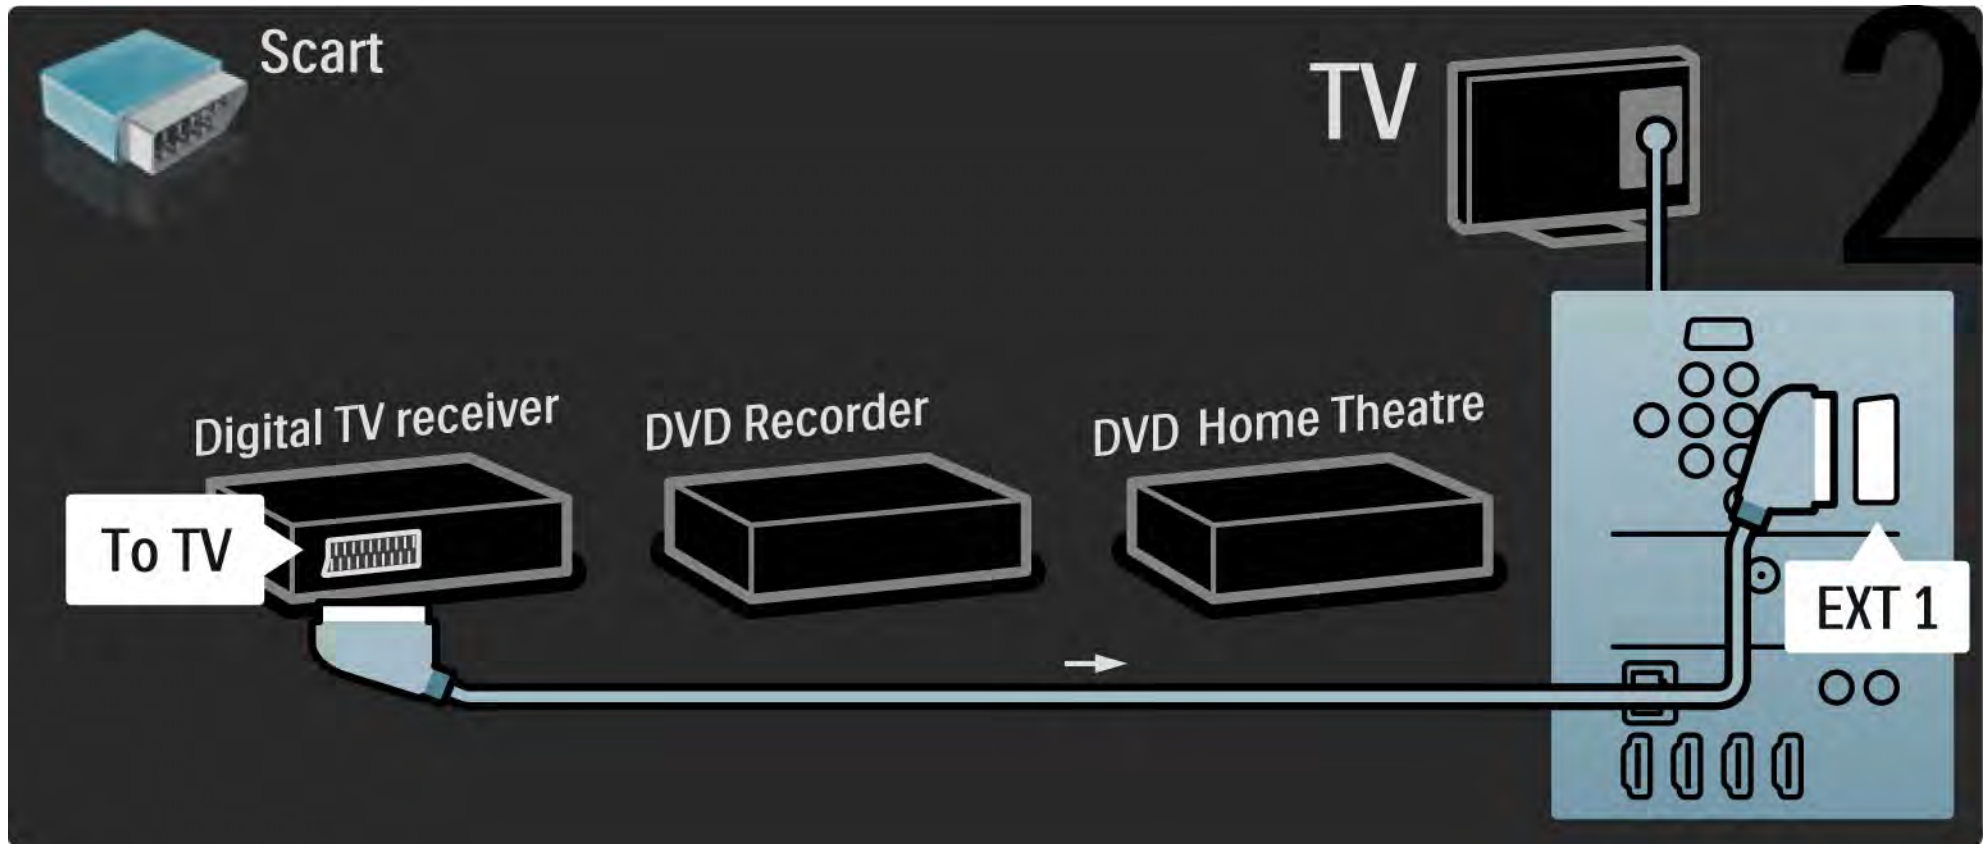 Scart
TV
2
Digital TV receiver
DVD Recorder
DVD Home Theatre
To TV
EXT 1